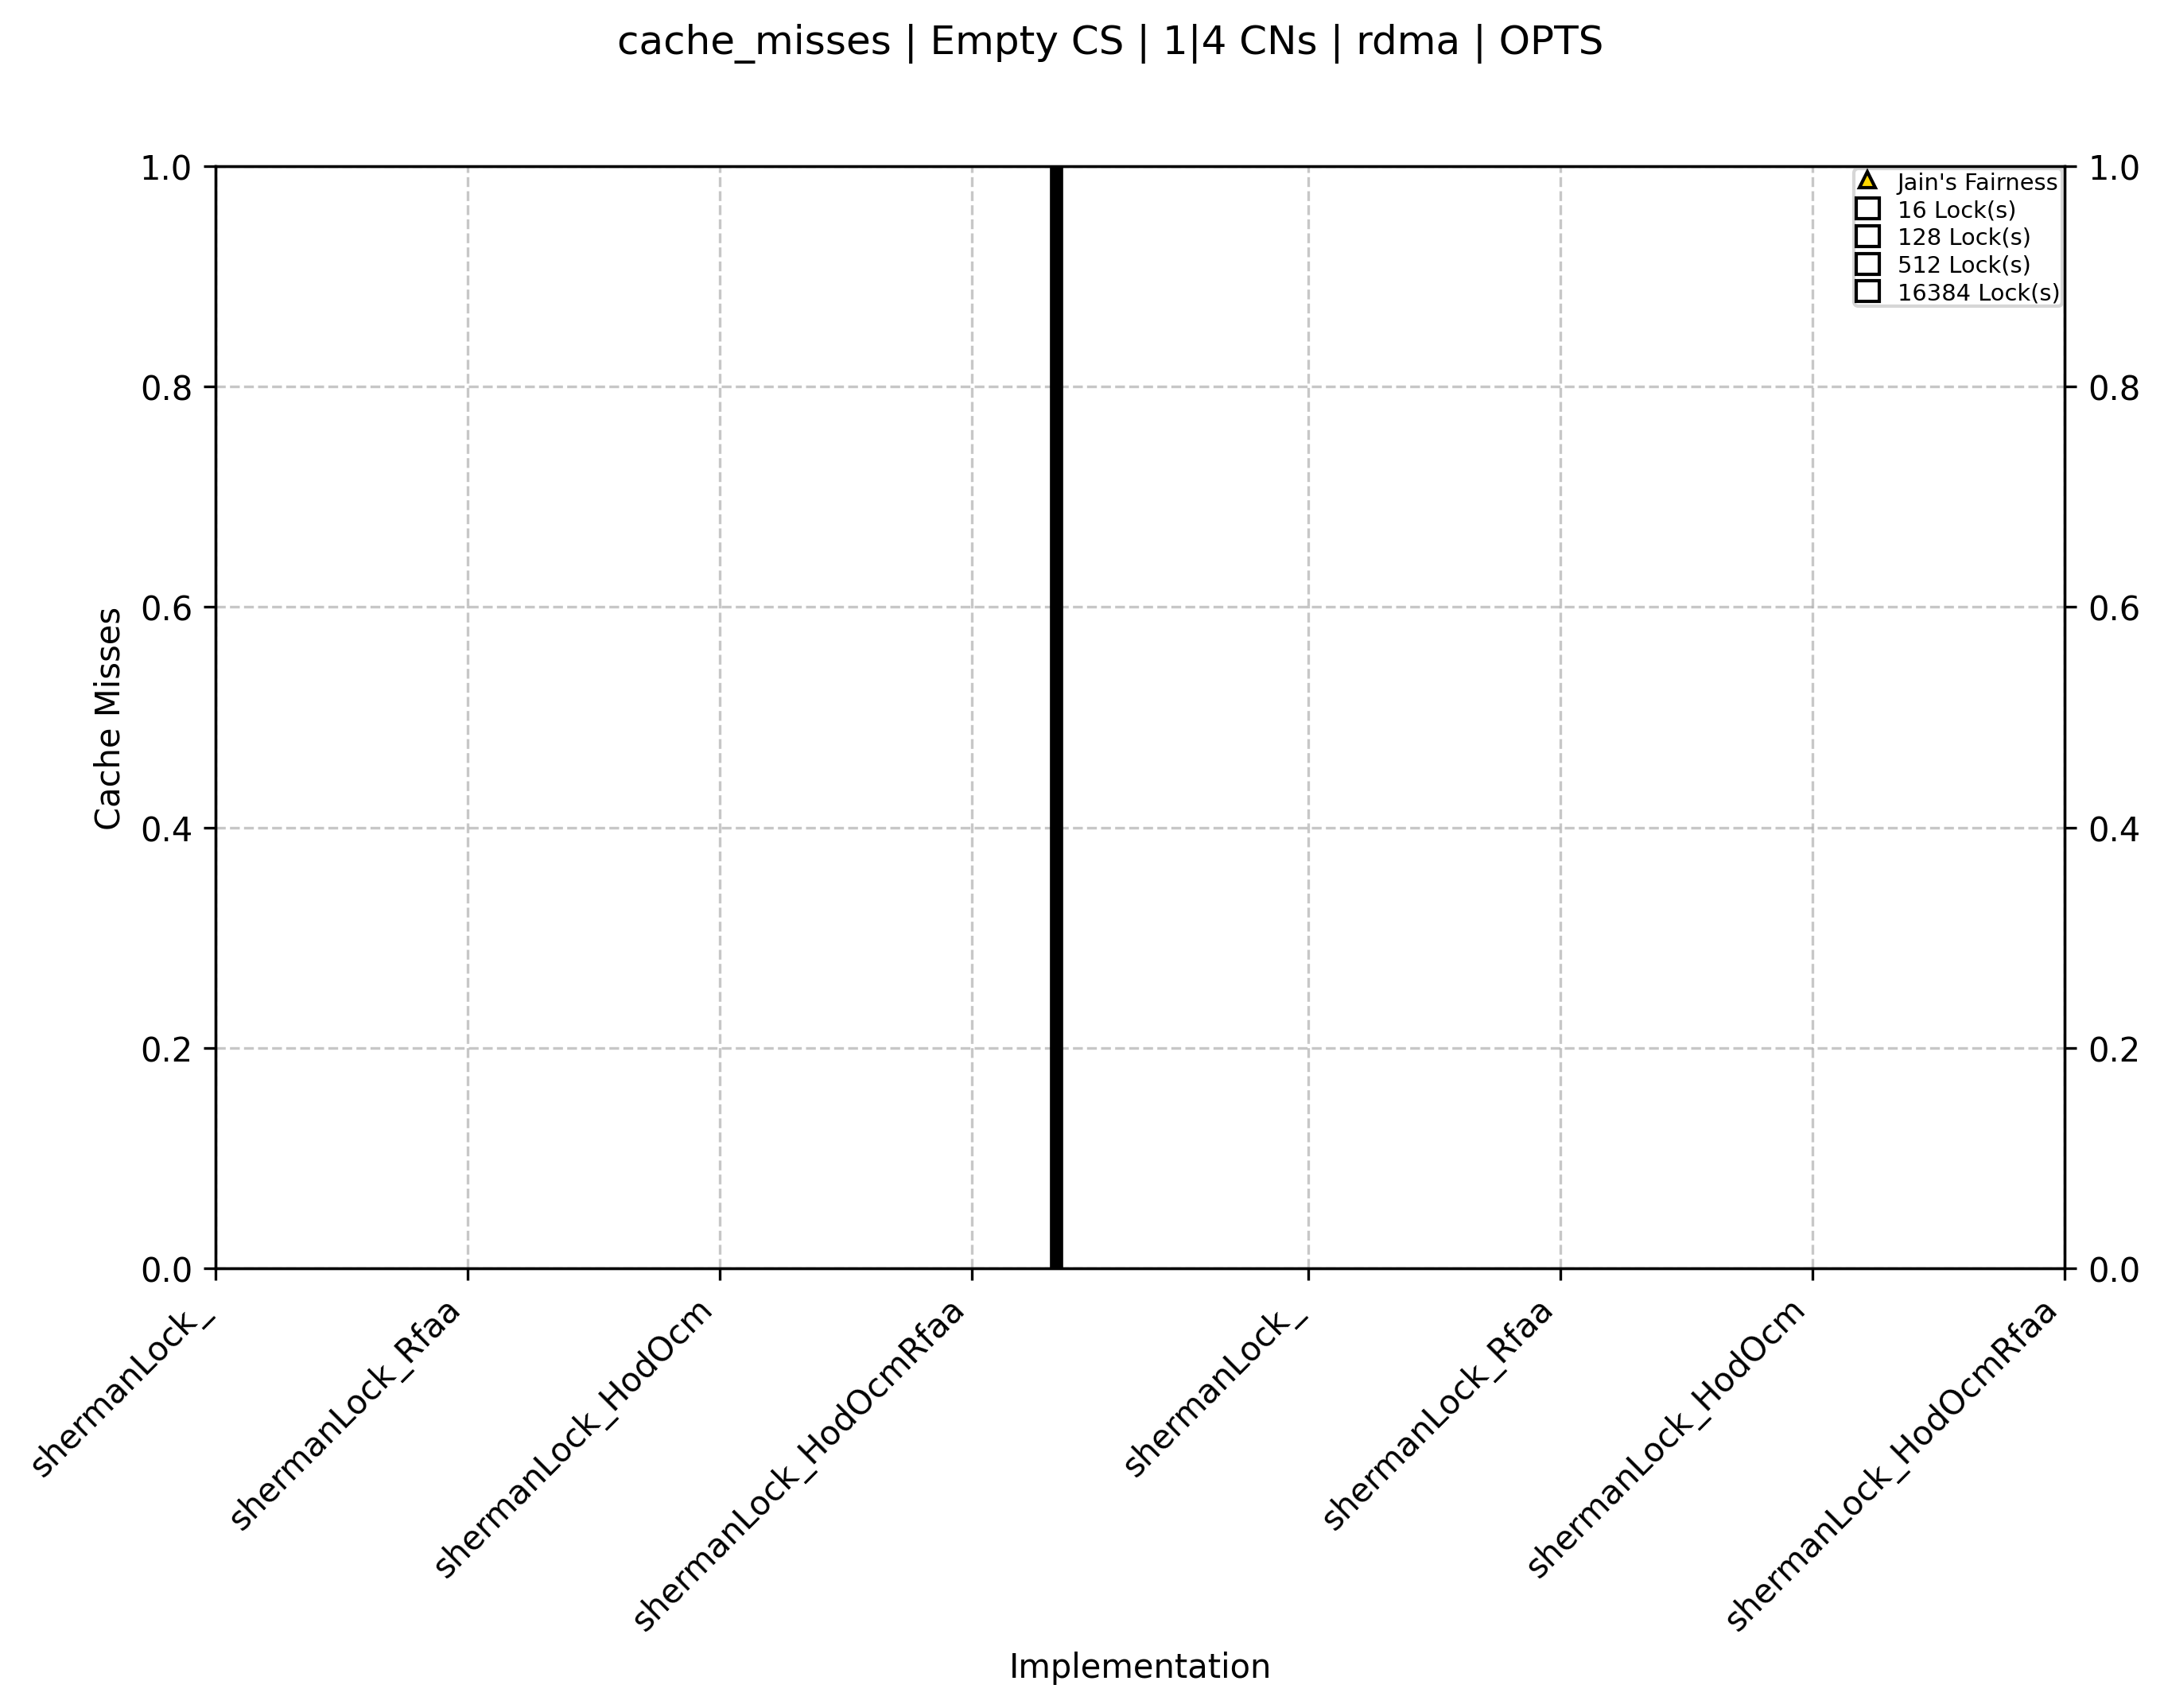 cache_misses | Empty CS | 1|4 CNs | rdma | OPTS
Jain's Fairness
16 Lock(s)
128 Lock(s)
512 Lock(s)
16384 Lock(s)
Cache Misses
1.0
0.8
0.6
0.4
0.2
0.0
1.0
0.8
0.6
0.4
0.2
0.0
shermanLock_
shermanLock_Rfaa
shermanLock_HodOcm
shermanLock_HodOcmRfaa
shermanLock_
shermanLock_Rfaa
shermanLock_HodOcm
shermanLock_HodOcmRfaa
Implementation